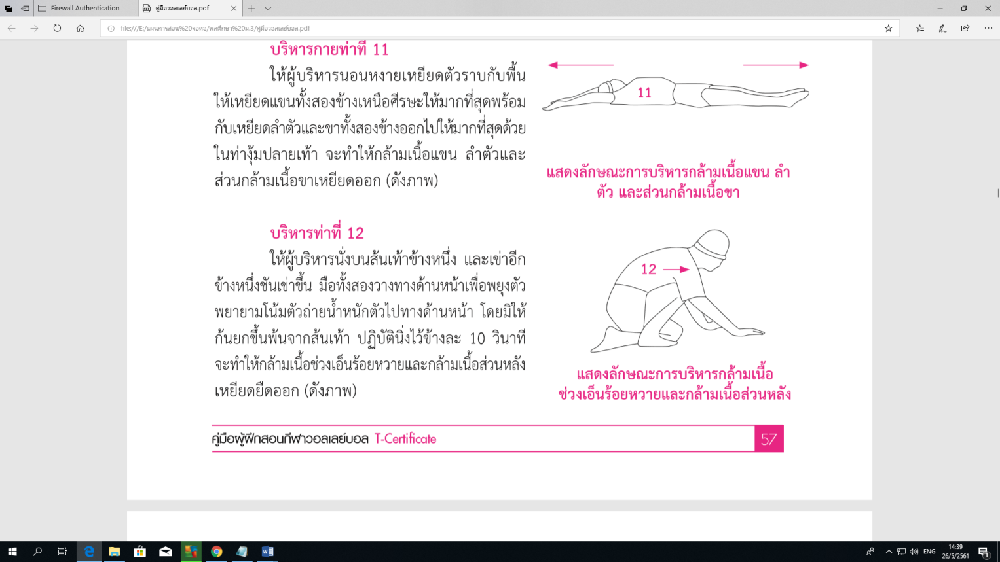 Firewall Authentication
คู่มือวอลเลย์บอล.pdf
file:///E:/แผนการสอน%20จอหอ/พลศึกษา%20ม.3/คู่มือวอลเลย์บอล.pdf
บริหารกายท่าที่ 11
ให้ผู้บริหารนอนหงายเหยียดตัวราบกับพื้น
ให้เหยียดแขนทั้งสองข้างเหนือศีรษะให้มากที่สุดพร้อม
กับเหยียดลำตัวและขาทั้งสองข้างออกไปให้มากที่สุดด้วย
ในท่างุ้มปลายเท้า จะทำให้กล้ามเนื้อแขน ลำตัวและ
ส่วนกล้ามเนื้อขาเหยียดออก (ดังภาพ)
11
แสดงลักษณะการบริหารกล้ามเนื้อแขน ลำ
ตัว และส่วนกล้ามเนื้อขา
บริหารท่าที่ 12
ให้ผู้บริหารนั่งบนส้นเท้าข้างหนึ่ง และเข่าอีก
ข้างหนึ่งชันเข่าขึ้น มือทั้งสองวางทางด้านหน้าเพื่อพยุงตัว
พยายามโน้มตัวถ่ายน้ำหนักตัวไปทางด้านหน้า โดยมิให้
ก้นยกขึ้นพ้นจากส้นเท้า ปฏิบัตินิ่งไว้ข้างละ 10 วินาที
จะทำให้กล้ามเนื้อช่วงเอ็นร้อยหวายและกล้ามเนื้อส่วนหลัง
เหยียดยืดออก (ดังภาพ)
12
แสดงลักษณะการบริหารกล้ามเนื้อ
ช่วงเอ็นร้อยหวายและกล้ามเนื้อส่วนหลัง
คู่มือผู้ฝึกสอนกีฬาวอลเลย์บอล T-Certificate
57
ENG
14:39
26/5/2561
1